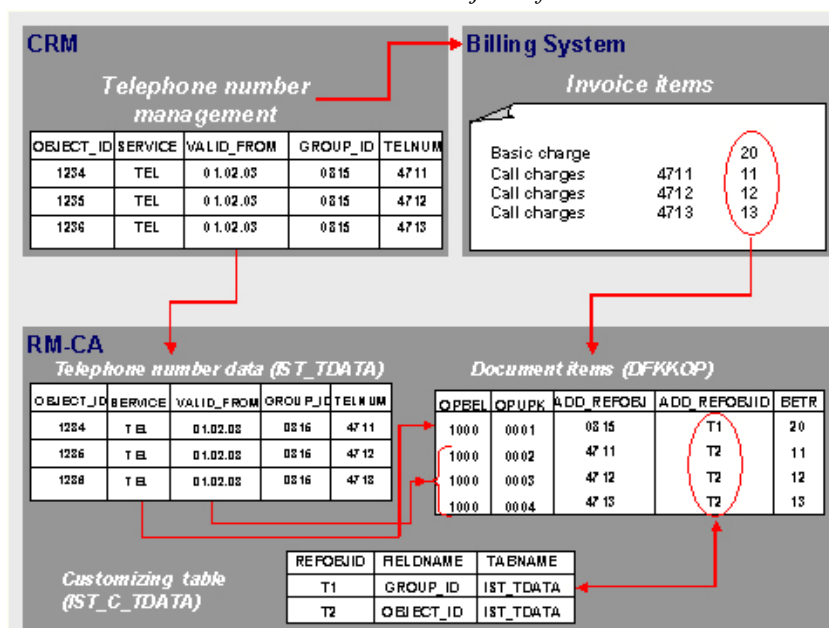 CRM
Telephone number
management
OBJECT_ID SERVICE VALID_FROM GROUP_ID TELNUM
1234 TEL 01.02.03 0815 4711
1235 TEL 01.02.03 0815 4712
1236 TEL 01.02.03 0815 4713
Billing System
Invoice items
Basic charge 20
Call charges 4711 11
Call charges 4712 12
Call charges 4713 13
RM-CA
Telephone number data (IST_TDATA)
OBJECT_ID SERVICE VALID_FROM GROUP_ID TELNUM
1234 TEL 01.02.03 0815 4711
1235 TEL 01.02.03 0815 4712
1236 TEL 01.02.03 0815 4713
Document items (DFKKOP)
OPBEL OPUPK ADD_REFOBJ ADD_REFOBJID BETR
1000 0001 0815 T1 20
1000 0002 4711 T2 11
1000 0003 4712 T2 12
1000 0004 4713 T2 13
Customizing table
(IST_C_TDATA)
REFOBJID FIELDNAME TABNAME
T1 GROUP_ID IST_TDATA
T2 OBJECT_ID IST_TDATA